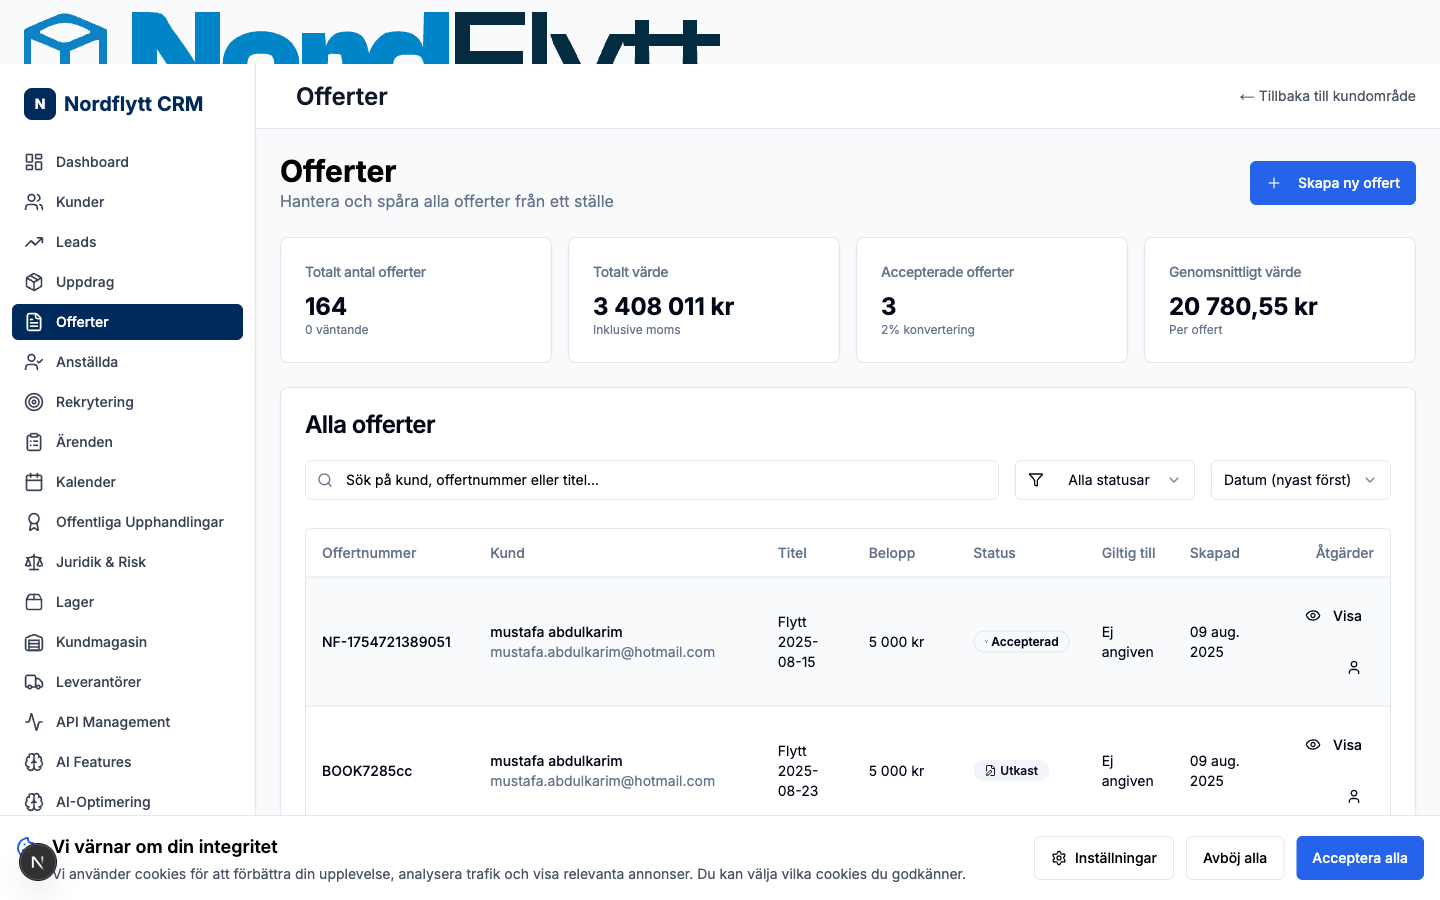 NordFlytt
N Nordflytt CRM
Offerter
← Tillbaka till kundområde
Dashboard
Kunder
Leads
Uppdrag
Offerter
Anställda
Rekrytering
Ärenden
Kalender
Offentliga Upphandlingar
Juridik & Risk
Lager
Kundmagasin
Leverantörer
API Management
AI Features
AI-Optimering
Offerter
Hantera och spåra alla offerter från ett ställe
+ Skapa ny offert
Totalt antal offerter
164
0 väntande
Totalt värde
3 408 011 kr
Inklusive moms
Accepterade offerter
3
2% konvertering
Genomsnittligt värde
20 780,55 kr
Per offert
Alla offerter
Sök på kund, offertnummer eller titel...
Alla statusar
Datum (nyast först)
Offertnummer Kund Titel Belopp Status Giltig till Skapad Åtgärder
NF-1754721389051
mustafa abdulkarim
mustafa.abdulkarim@hotmail.com
Flytt
2025-
08-15
5 000 kr
Accepterad
Ej
angiven
09 aug.
2025
Visa
BOOK7285cc
mustafa abdulkarim
mustafa.abdulkarim@hotmail.com
Flytt
2025-
08-23
5 000 kr
Utkast
Ej
angiven
09 aug.
2025
Visa
Vi värnar om din integritet
Vi använder cookies för att förbättra din upplevelse, analysera trafik och visa relevanta annonser. Du kan välja vilka cookies du godkänner.
N
Inställningar
Avböj alla
Acceptera alla